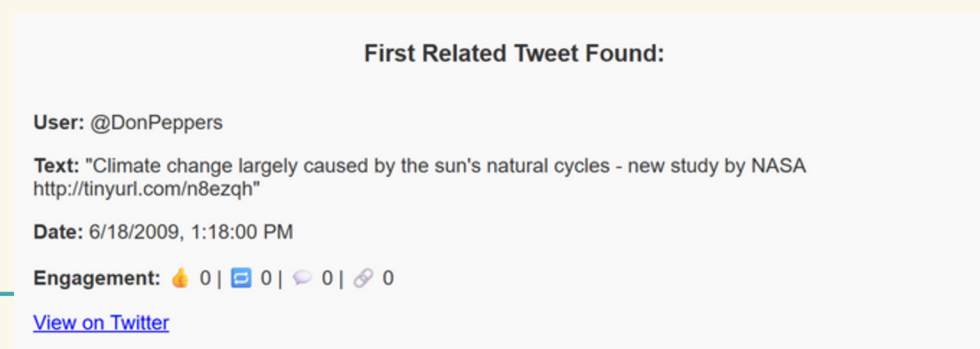 First Related Tweet Found:
User: @DonPeppers
Text: "Climate change largely caused by the sun's natural cycles - new study by NASA
http://tinyurl.com/n8ezqh"
Date: 6/18/2009, 1:18:00 PM
Engagement: 👍 0 | 🔁 0 | 💬 0 | 🔗 0
View on Twitter